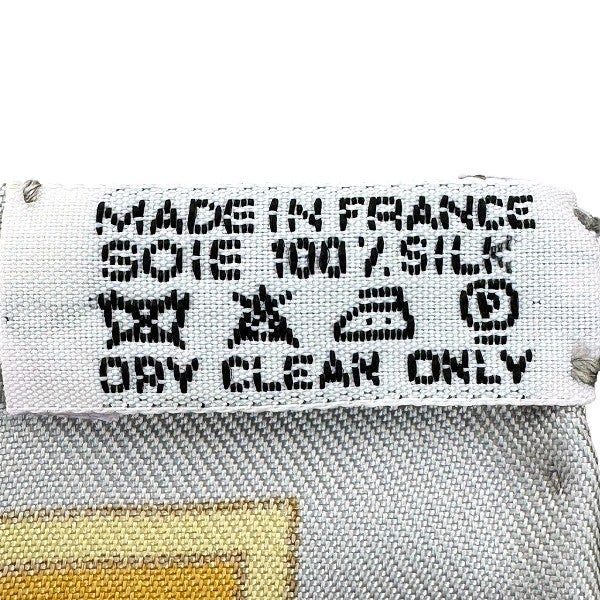 MADE IN FRANCE
SOIE 100% SILK
P
DRY CLEAN ONLY